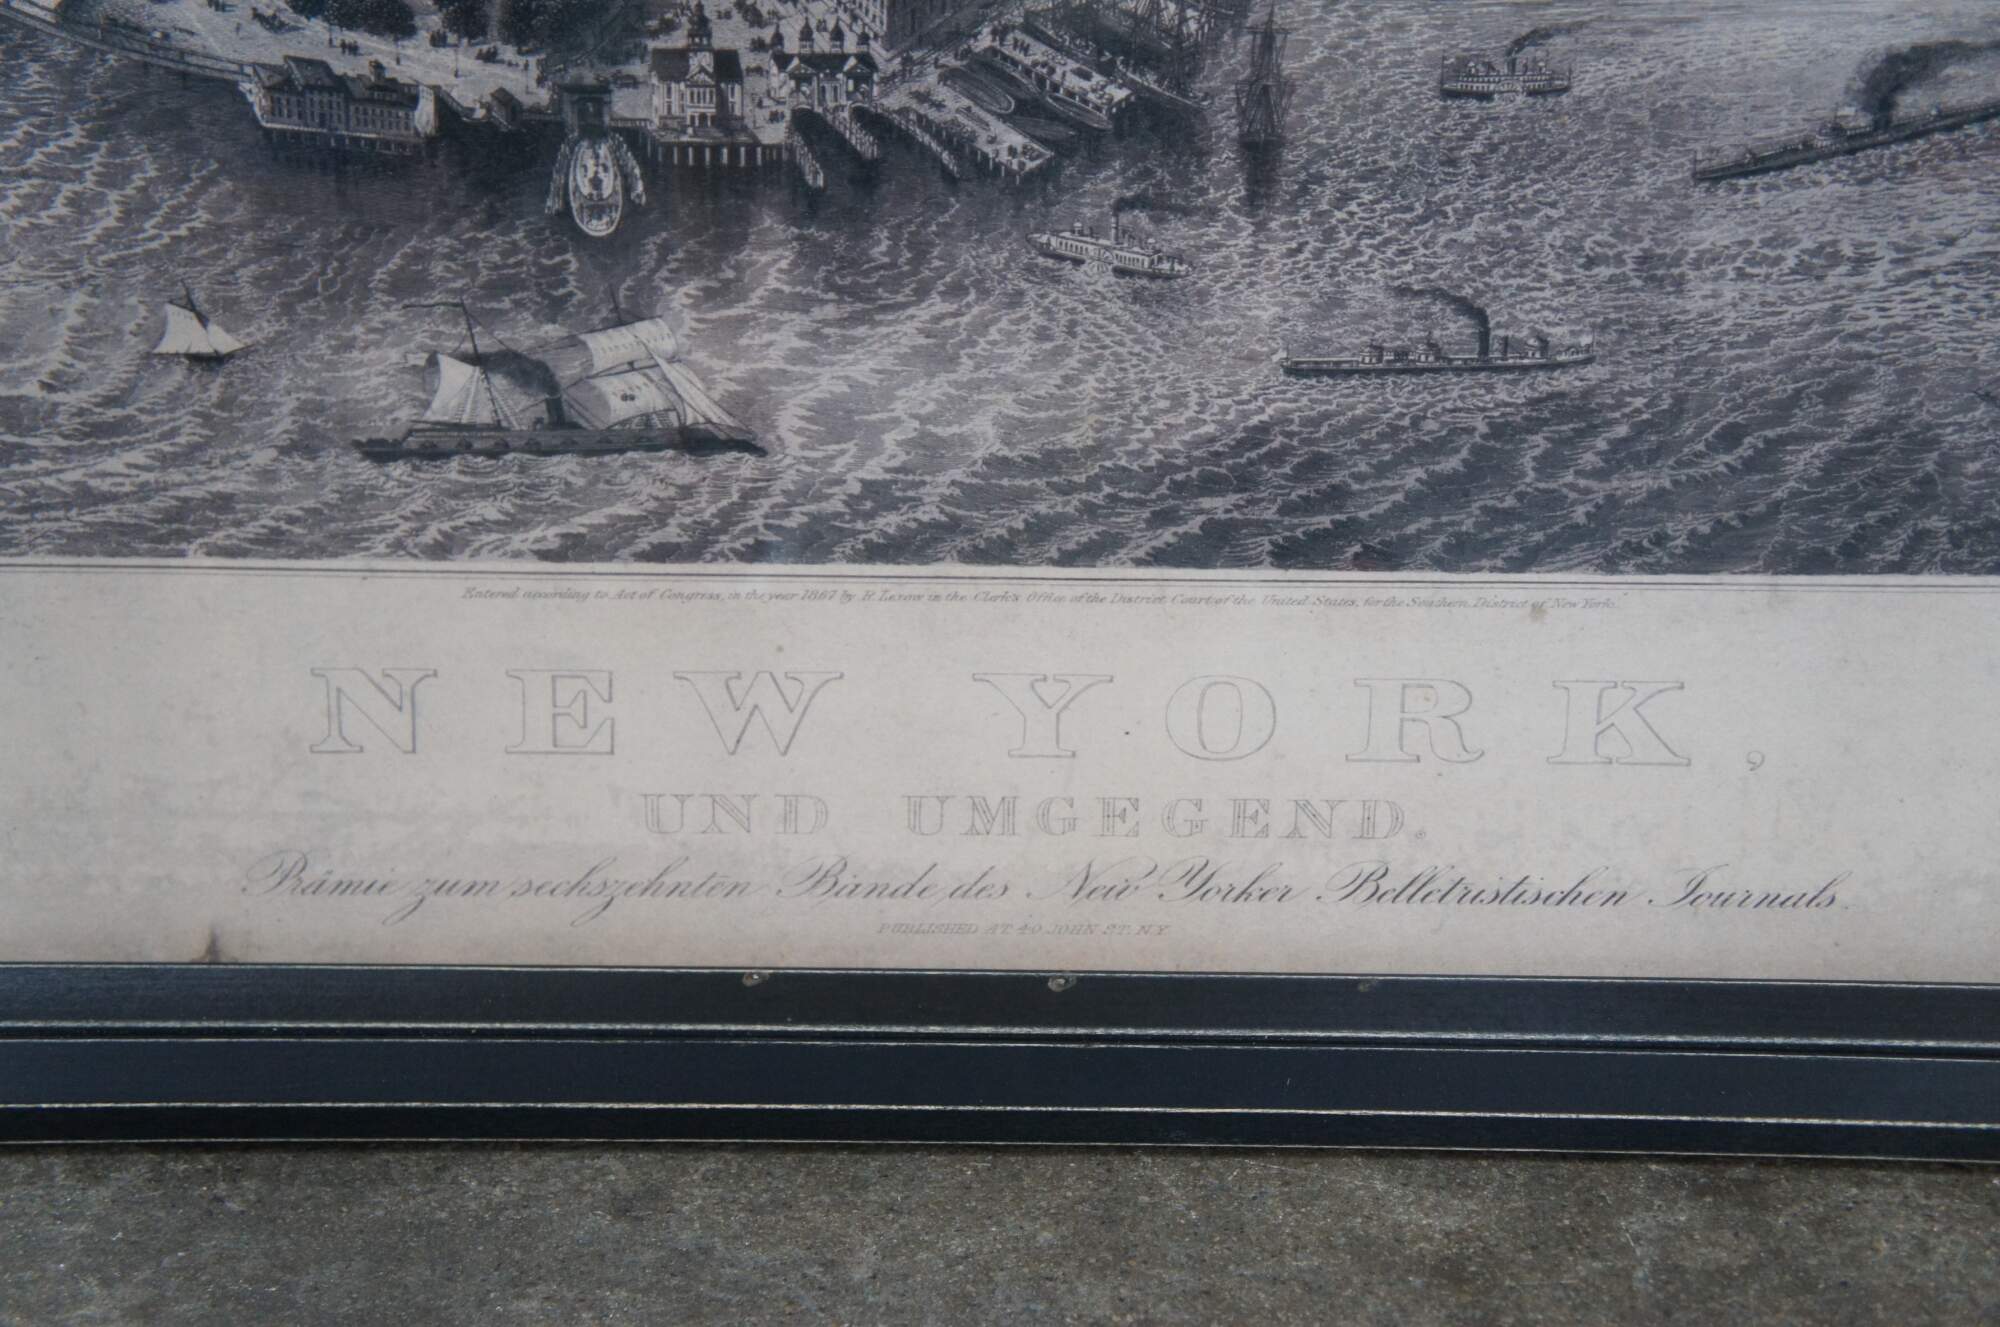 Entered according to Act of Congress, in the year 1867 by R. Lexow in the Clerk's Office of the District Court of the United States, for the Southern District of New York.
NEW YORK,
UND UMGEGEND.
Prämie zum sechszehnten Bande des New Yorker Belletristischen Journals.
PUBLISHED AT 40 JOHN ST. N.Y.